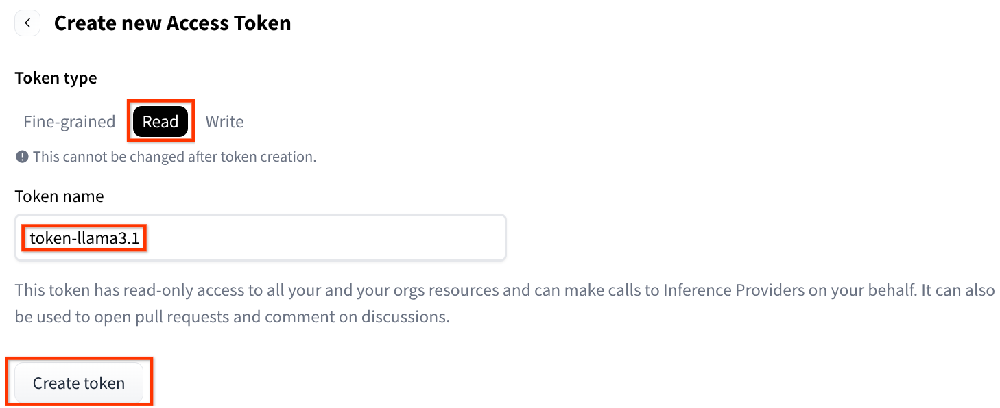 Create new Access Token
Token type
Fine-grained Read Write
This cannot be changed after token creation.
Token name
token-llama3.1
This token has read-only access to all your and your orgs resources and can make calls to Inference Providers on your behalf. It can also
be used to open pull requests and comment on discussions.
Create token